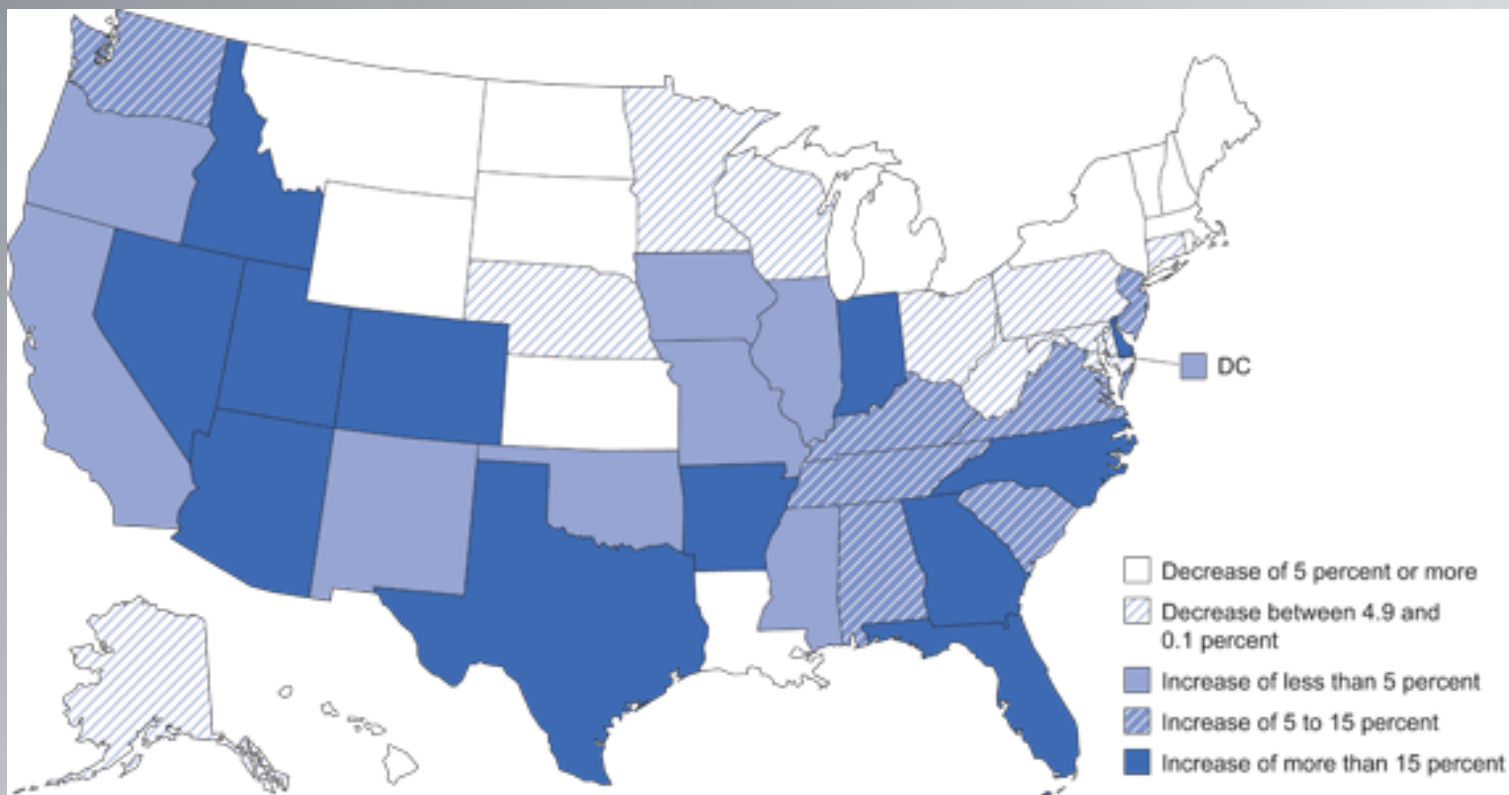 DC
Decrease of 5 percent or more
Decrease between 4.9 and
0.1 percent
Increase of less than 5 percent
Increase of 5 to 15 percent
Increase of more than 15 percent